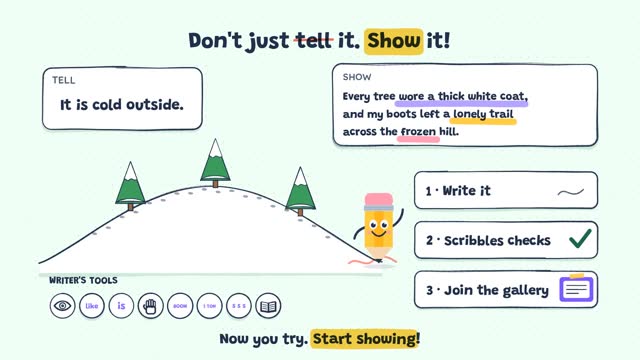 Don't just tell it. Show it!
TELL
It is cold outside.
SHOW
Every tree wore a thick white coat,
and my boots left a lonely trail
across the frozen hill.
1 · Write it
2 · Scribbles checks
3 · Join the gallery
WRITER'S TOOLS
like
is
BOOM
S S S
Now you try. Start showing!